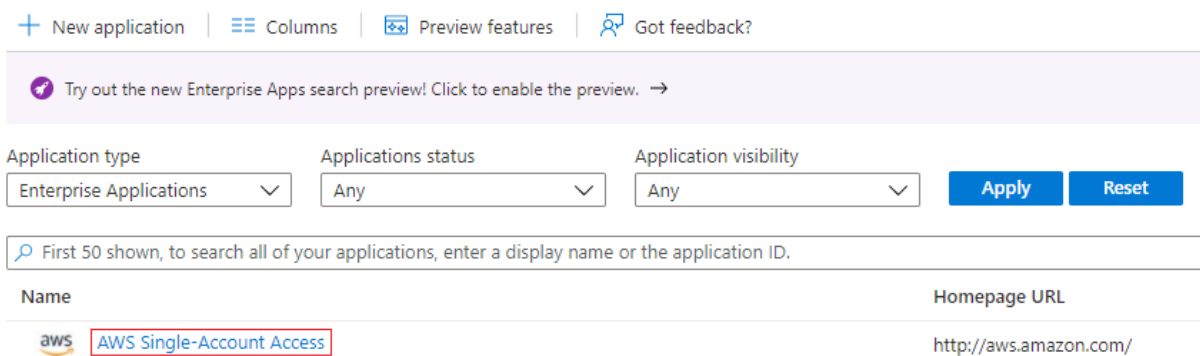 New application Columns Preview features Got feedback?
Try out the new Enterprise Apps search preview! Click to enable the preview. →
Application type Applications status Application visibility
Enterprise Applications Any Any Apply Reset
First 50 shown, to search all of your applications, enter a display name or the application ID.
Name Homepage URL
aws AWS Single-Account Access http://aws.amazon.com/